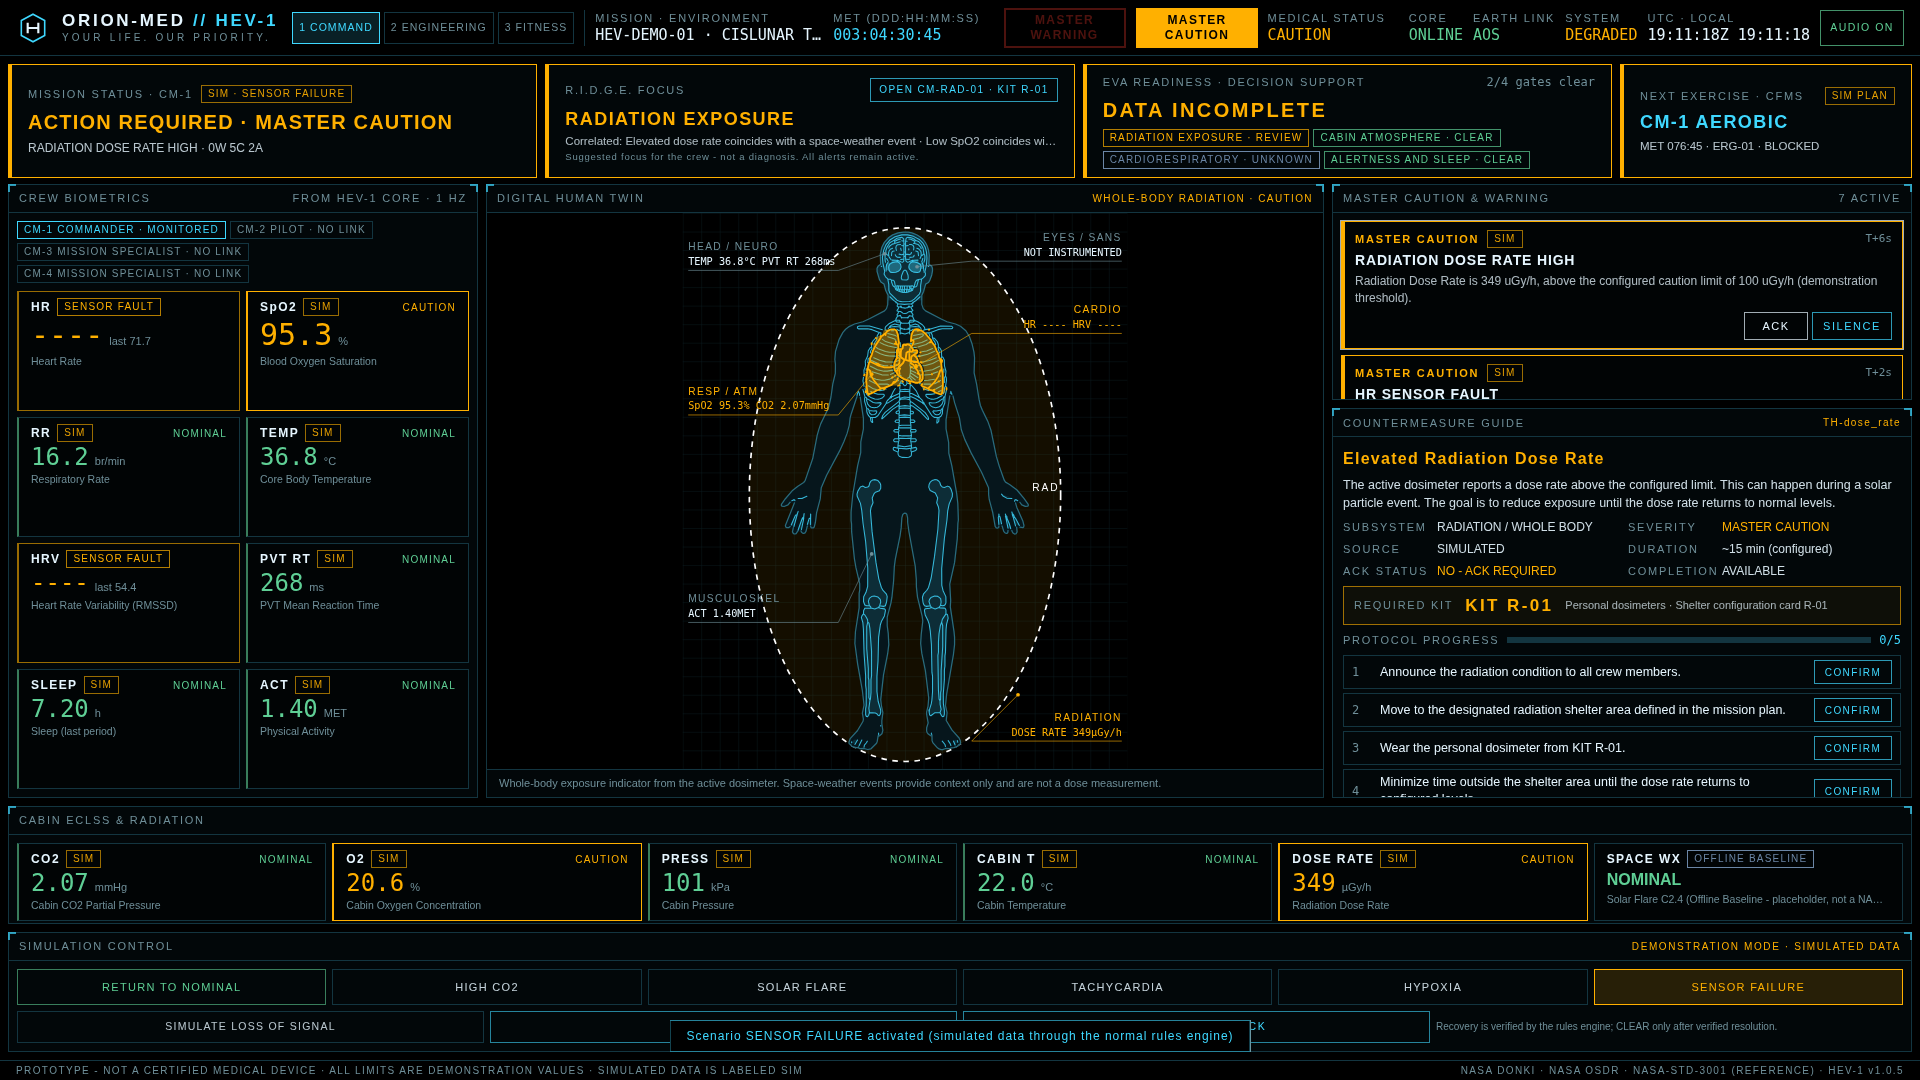 ORION-MED // HEV-1
YOUR LIFE. OUR PRIORITY.
1 COMMAND
2 ENGINEERING
3 FITNESS
MISSION · ENVIRONMENT
HEV-DEMO-01 · CISLUNAR T…
MET (DDD:HH:MM:SS)
003:04:30:45
MASTER WARNING
MASTER CAUTION
MEDICAL STATUS
CAUTION
CORE
ONLINE
EARTH LINK
AOS
SYSTEM
DEGRADED
UTC · LOCAL
19:11:18Z 19:11:18
AUDIO ON
MISSION STATUS · CM-1 SIM · SENSOR FAILURE
ACTION REQUIRED · MASTER CAUTION
RADIATION DOSE RATE HIGH · 0W 5C 2A
R.I.D.G.E. FOCUS
OPEN CM-RAD-01 · KIT R-01
RADIATION EXPOSURE
Correlated: Elevated dose rate coincides with a space-weather event · Low SpO2 coincides wi…
Suggested focus for the crew - not a diagnosis. All alerts remain active.
EVA READINESS · DECISION SUPPORT
2/4 gates clear
DATA INCOMPLETE
RADIATION EXPOSURE · REVIEW
CABIN ATMOSPHERE · CLEAR
CARDIORESPIRATORY · UNKNOWN
ALERTNESS AND SLEEP · CLEAR
NEXT EXERCISE · CFMS
SIM PLAN
CM-1 AEROBIC
MET 076:45 · ERG-01 · BLOCKED
CREW BIOMETRICS
FROM HEV-1 CORE · 1 HZ
CM-1 COMMANDER · MONITORED
CM-2 PILOT · NO LINK
CM-3 MISSION SPECIALIST · NO LINK
CM-4 MISSION SPECIALIST · NO LINK
HR SENSOR FAULT
---- last 71.7
Heart Rate
SpO2 SIM CAUTION
95.3 %
Blood Oxygen Saturation
RR SIM NOMINAL
16.2 br/min
Respiratory Rate
TEMP SIM NOMINAL
36.8 °C
Core Body Temperature
HRV SENSOR FAULT
---- last 54.4
Heart Rate Variability (RMSSD)
PVT RT SIM NOMINAL
268 ms
PVT Mean Reaction Time
SLEEP SIM NOMINAL
7.20 h
Sleep (last period)
ACT SIM NOMINAL
1.40 MET
Physical Activity
DIGITAL HUMAN TWIN
WHOLE-BODY RADIATION · CAUTION
HEAD / NEURO
TEMP 36.8°C PVT RT 268ms
EYES / SANS
NOT INSTRUMENTED
CARDIO
HR ---- HRV ----
RESP / ATM
SpO2 95.3% CO2 2.07mmHg
RAD
MUSCULOSKEL
ACT 1.40MET
RADIATION
DOSE RATE 349µGy/h
Whole-body exposure indicator from the active dosimeter. Space-weather events provide context only and are not a dose measurement.
MASTER CAUTION & WARNING
7 ACTIVE
MASTER CAUTION SIM T+6s
RADIATION DOSE RATE HIGH
Radiation Dose Rate is 349 uGy/h, above the configured caution limit of 100 uGy/h (demonstration
threshold).
ACK
SILENCE
MASTER CAUTION SIM T+2s
HR SENSOR FAULT
COUNTERMEASURE GUIDE
TH-dose_rate
Elevated Radiation Dose Rate
The active dosimeter reports a dose rate above the configured limit. This can happen during a solar
particle event. The goal is to reduce exposure until the dose rate returns to normal levels.
SUBSYSTEM RADIATION / WHOLE BODY SEVERITY MASTER CAUTION
SOURCE SIMULATED DURATION ~15 min (configured)
ACK STATUS NO - ACK REQUIRED COMPLETION AVAILABLE
REQUIRED KIT KIT R-01 Personal dosimeters · Shelter configuration card R-01
PROTOCOL PROGRESS 0/5
1 Announce the radiation condition to all crew members. CONFIRM
2 Move to the designated radiation shelter area defined in the mission plan. CONFIRM
3 Wear the personal dosimeter from KIT R-01. CONFIRM
4 Minimize time outside the shelter area until the dose rate returns to
configured levels. CONFIRM
CABIN ECLSS & RADIATION
CO2 SIM NOMINAL
2.07 mmHg
Cabin CO2 Partial Pressure
O2 SIM CAUTION
20.6 %
Cabin Oxygen Concentration
PRESS SIM NOMINAL
101 kPa
Cabin Pressure
CABIN T SIM NOMINAL
22.0 °C
Cabin Temperature
DOSE RATE SIM CAUTION
349 µGy/h
Radiation Dose Rate
SPACE WX OFFLINE BASELINE
NOMINAL
Solar Flare C2.4 (Offline Baseline - placeholder, not a NA…
SIMULATION CONTROL
DEMONSTRATION MODE · SIMULATED DATA
RETURN TO NOMINAL
HIGH CO2
SOLAR FLARE
TACHYCARDIA
HYPOXIA
SENSOR FAILURE
SIMULATE LOSS OF SIGNAL
CK
Recovery is verified by the rules engine; CLEAR only after verified resolution.
Scenario SENSOR FAILURE activated (simulated data through the normal rules engine)
PROTOTYPE - NOT A CERTIFIED MEDICAL DEVICE · ALL LIMITS ARE DEMONSTRATION VALUES · SIMULATED DATA IS LABELED SIM
NASA DONKI · NASA OSDR · NASA-STD-3001 (REFERENCE) · HEV-1 v1.0.5